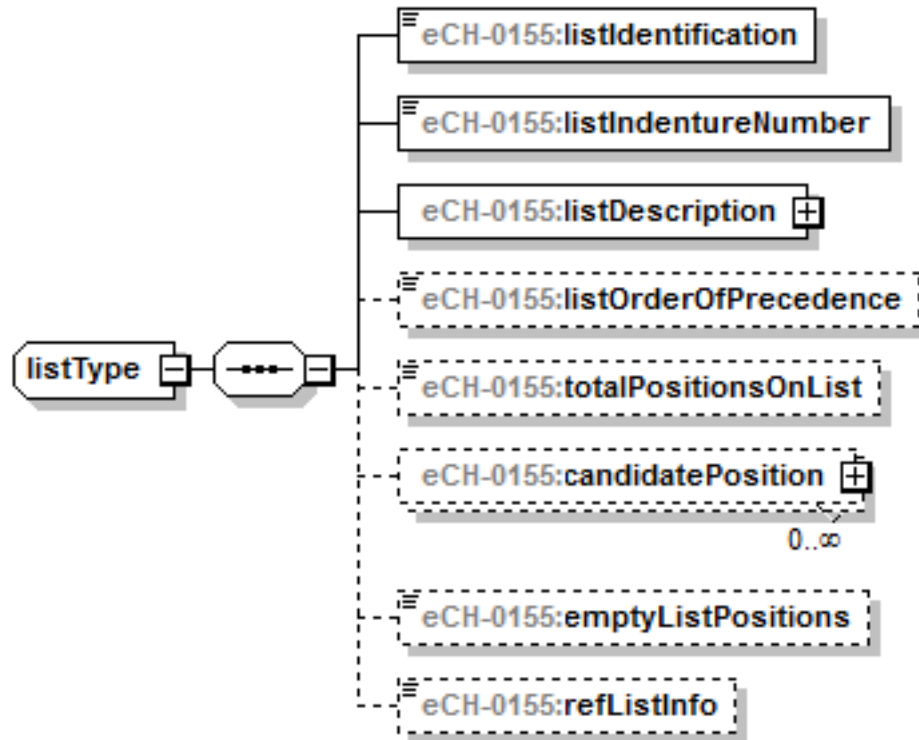 eCH-0155:listIdentification
eCH-0155:listIndentureNumber
eCH-0155:listDescription
eCH-0155:listOrderOfPrecedence
listType
eCH-0155:totalPositionsOnList
eCH-0155:candidatePosition
0..∞
eCH-0155:emptyListPositions
eCH-0155:refListInfo